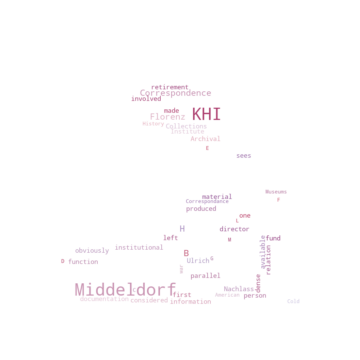 retirement
Correspondence
involved
made
KHI
Florenz
History
Collections
Institute
Archival
E
sees
Museums
material
F
Correspondence
produced
one
L
H
director
left
fund
available
institutional
relation
obviously
B
Ulrich
G
function
parallel
dense
Middeldorf
Nachlass
first
American
person
documentation
considered
information